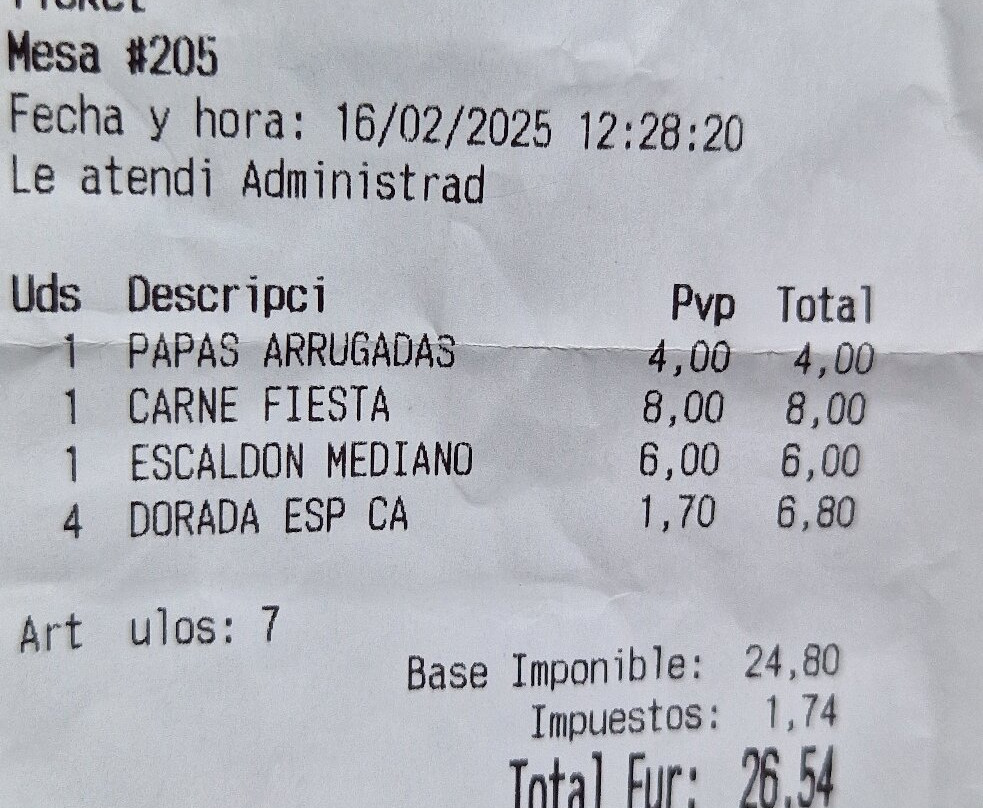 Ticket
Mesa #205
Fecha y hora: 16/02/2025 12:28:20
Le atendi Administrad
Uds Descripci Pvp Total
1 PAPAS ARRUGADAS 4,00 4,00
1 CARNE FIESTA 8,00 8,00
1 ESCALDON MEDIANO 6,00 6,00
4 DORADA ESP CA 1,70 6,80
Art ulos: 7
Base Imponible: 24,80
Impuestos: 1,74
Total Eur: 26.54